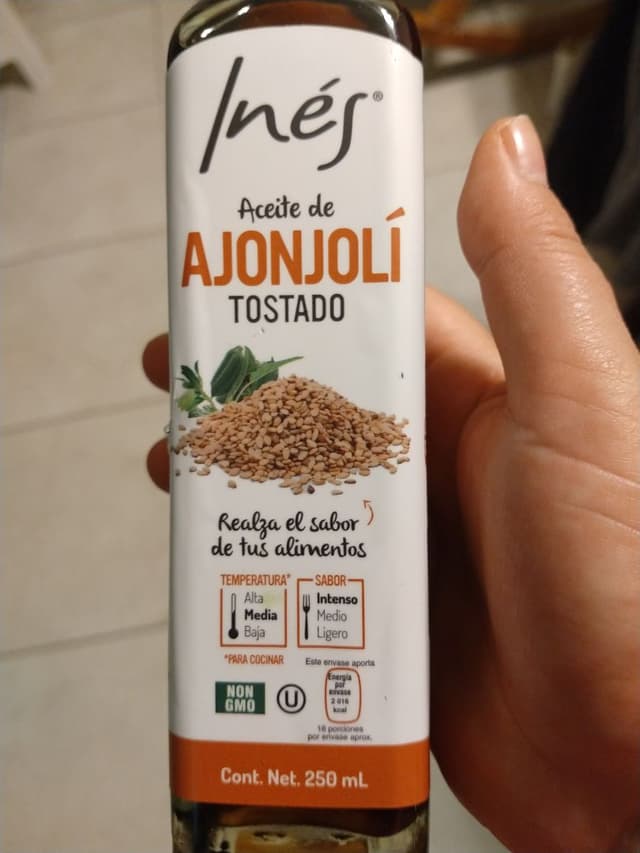 Inés®
Aceite de
AJONJOLÍ
TOSTADO
Realza el sabor
de tus alimentos
TEMPERATURA*
Alta
Media
Baja
*PARA COCINAR
SABOR
Intenso
Medio
Ligero
Este envase aporta
Energía
por
envase
2 016
kcal
16 porciones
por envase aprox.
NON
GMO
U
Cont. Net. 250 mL